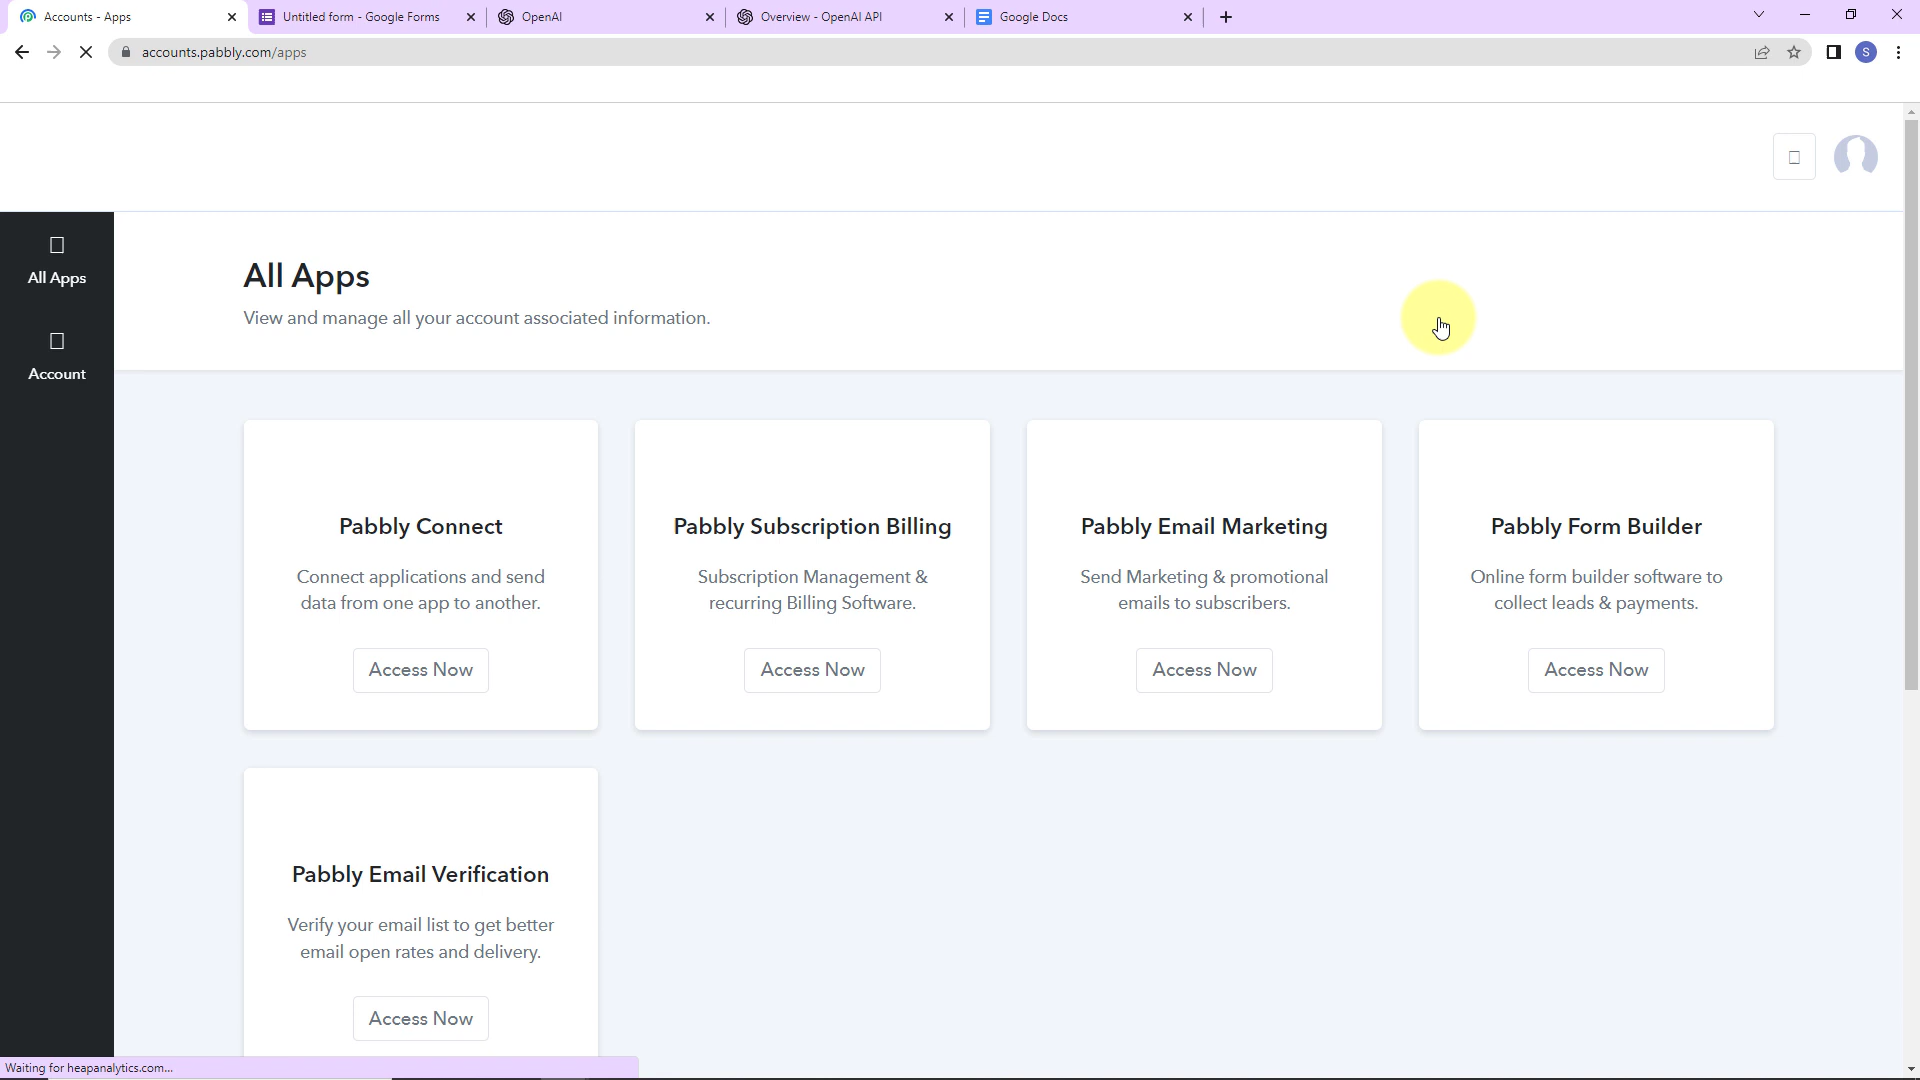 Accounts - Apps
Untitled form - Google Forms
OpenAI
Overview - OpenAI API
Google Docs
accounts.pabbly.com/apps
S
All Apps
Account
All Apps
View and manage all your account associated information.
Pabbly Connect
Connect applications and send
data from one app to another.
Access Now
Pabbly Subscription Billing
Subscription Management &
recurring Billing Software.
Access Now
Pabbly Email Marketing
Send Marketing & promotional
emails to subscribers.
Access Now
Pabbly Form Builder
Online form builder software to
collect leads & payments.
Access Now
Pabbly Email Verification
Verify your email list to get better
email open rates and delivery.
Access Now
Waiting for heapanalytics.com...